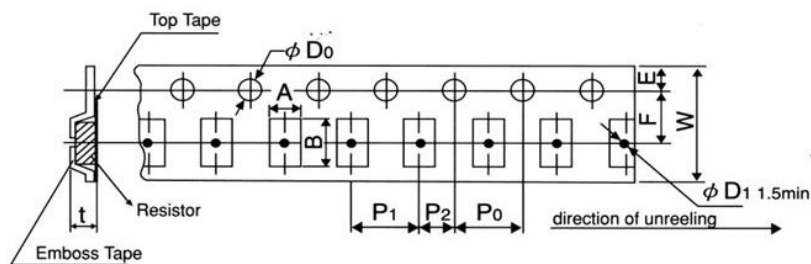 Top Tape
φ D0
A
B
E
F
W
t
Resistor
Emboss Tape
P1
P2
P0
φ D1 1.5min
direction of unreeling